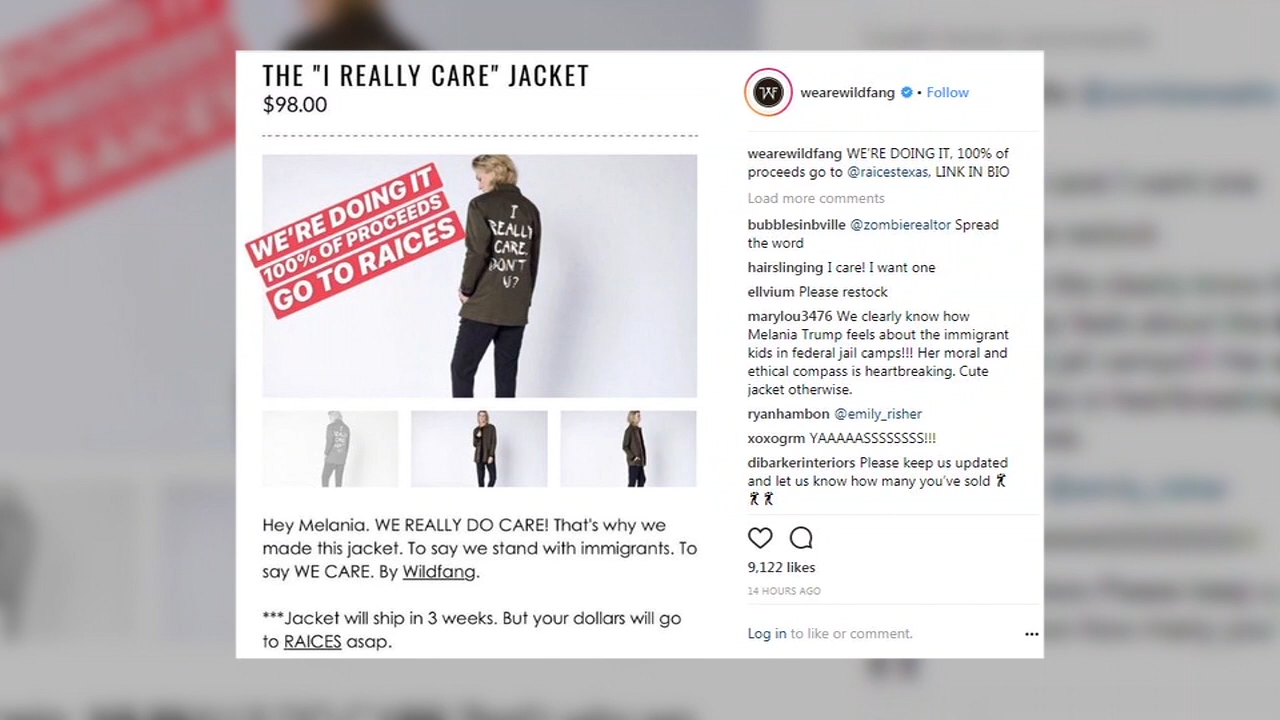 THE "I REALLY CARE" JACKET
$98.00
WE'RE DOING IT
100% OF PROCEEDS
GO TO RAICES
I
REALLY
CARE,
DON'T
U?
Hey Melania. WE REALLY DO CARE! That's why we
made this jacket. To say we stand with immigrants. To
say WE CARE. By Wildfang.
***Jacket will ship in 3 weeks. But your dollars will go
to RAICES asap.
WF
wearewildfang • Follow
wearewildfang WE'RE DOING IT, 100% of
proceeds go to @raicestexas, LINK IN BIO
Load more comments
bubblesinbville @zombierealtor Spread
the word
hairslinging I care! I want one
ellvium Please restock
marylou3476 We clearly know how
Melania Trump feels about the immigrant
kids in federal jail camps!!! Her moral and
ethical compass is heartbreaking. Cute
jacket otherwise.
ryanhambon @emily_risher
xoxogrm YAAAAASSSSSSSS!!!
dibarkerinteriors Please keep us updated
and let us know how many you've sold
9,122 likes
14 HOURS AGO
Log in to like or comment.